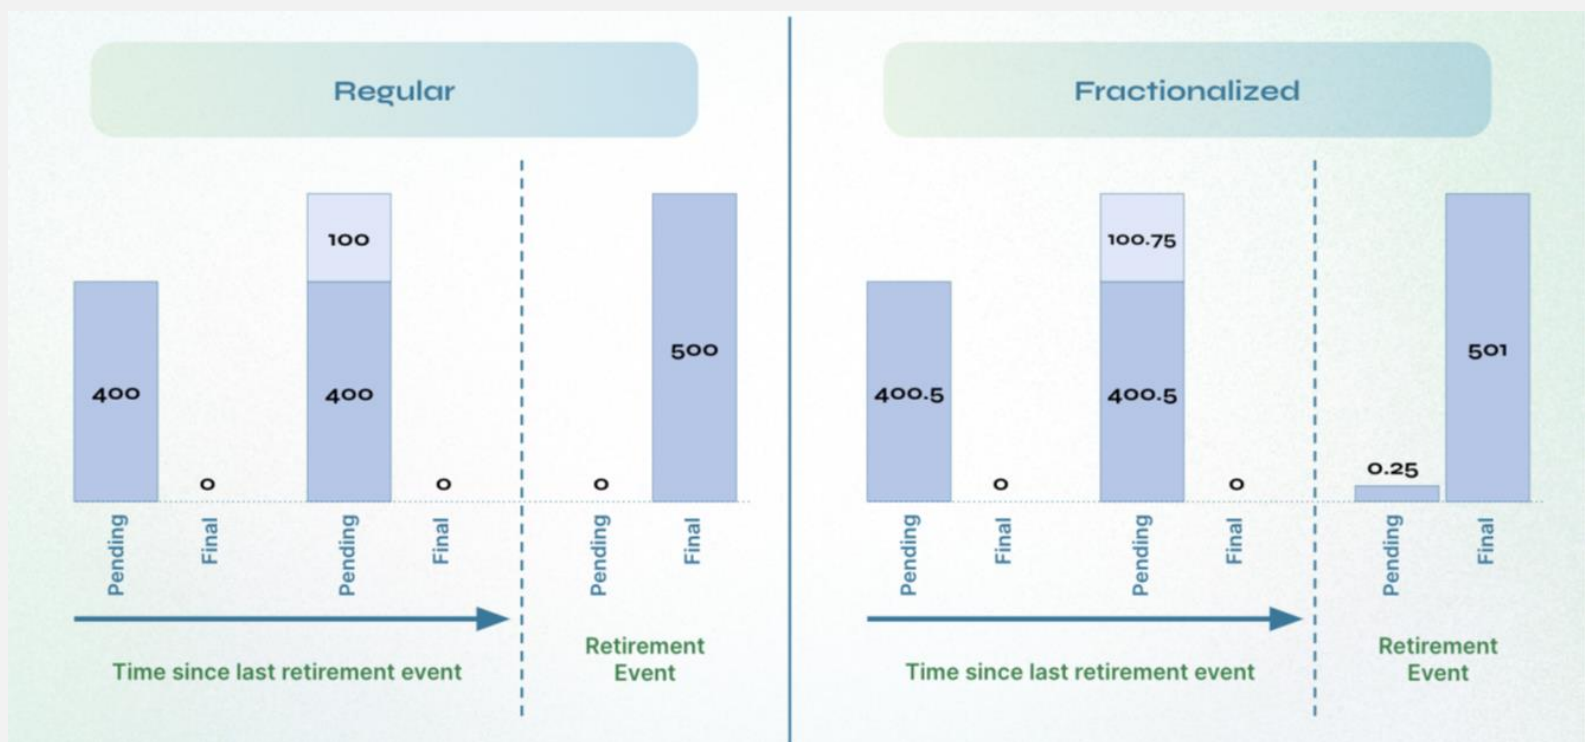 Regular
100
400
0
400
0
0
500
Pending
Final
Pending
Final
Pending
Final
Time since last retirement event
Retirement
Event
Fractionalized
100.75
400.5
0
400.5
0
0.25
501
Pending
Final
Pending
Final
Pending
Final
Time since last retirement event
Retirement
Event